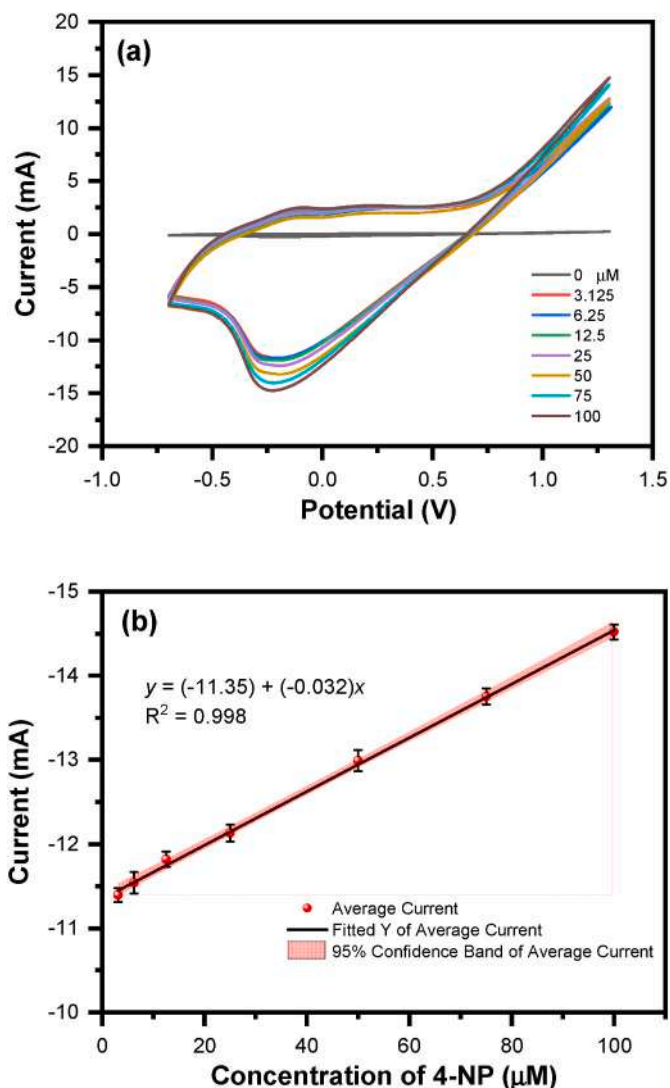 (a)
20
15
10
5
0
-5
-10
-15
-20
Current (mA)
0 μM
3.125
6.25
12.5
25
50
75
100
-1.0 -0.5 0.0 0.5 1.0 1.5
Potential (V)
(b)
-15
-14
-13
-12
-11
-10
Current (mA)
y = (-11.35) + (-0.032)x
R² = 0.998
Average Current
Fitted Y of Average Current
95% Confidence Band of Average Current
0 20 40 60 80 100
Concentration of 4-NP (μM)